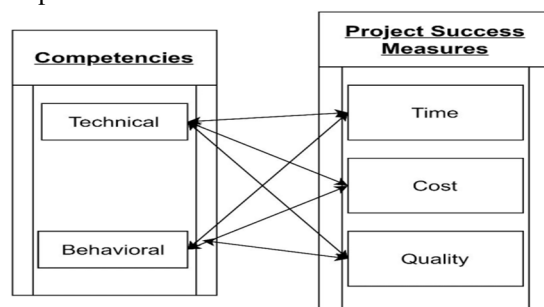 Competencies
Technical
Behavioral
Project Success
Measures
Time
Cost
Quality